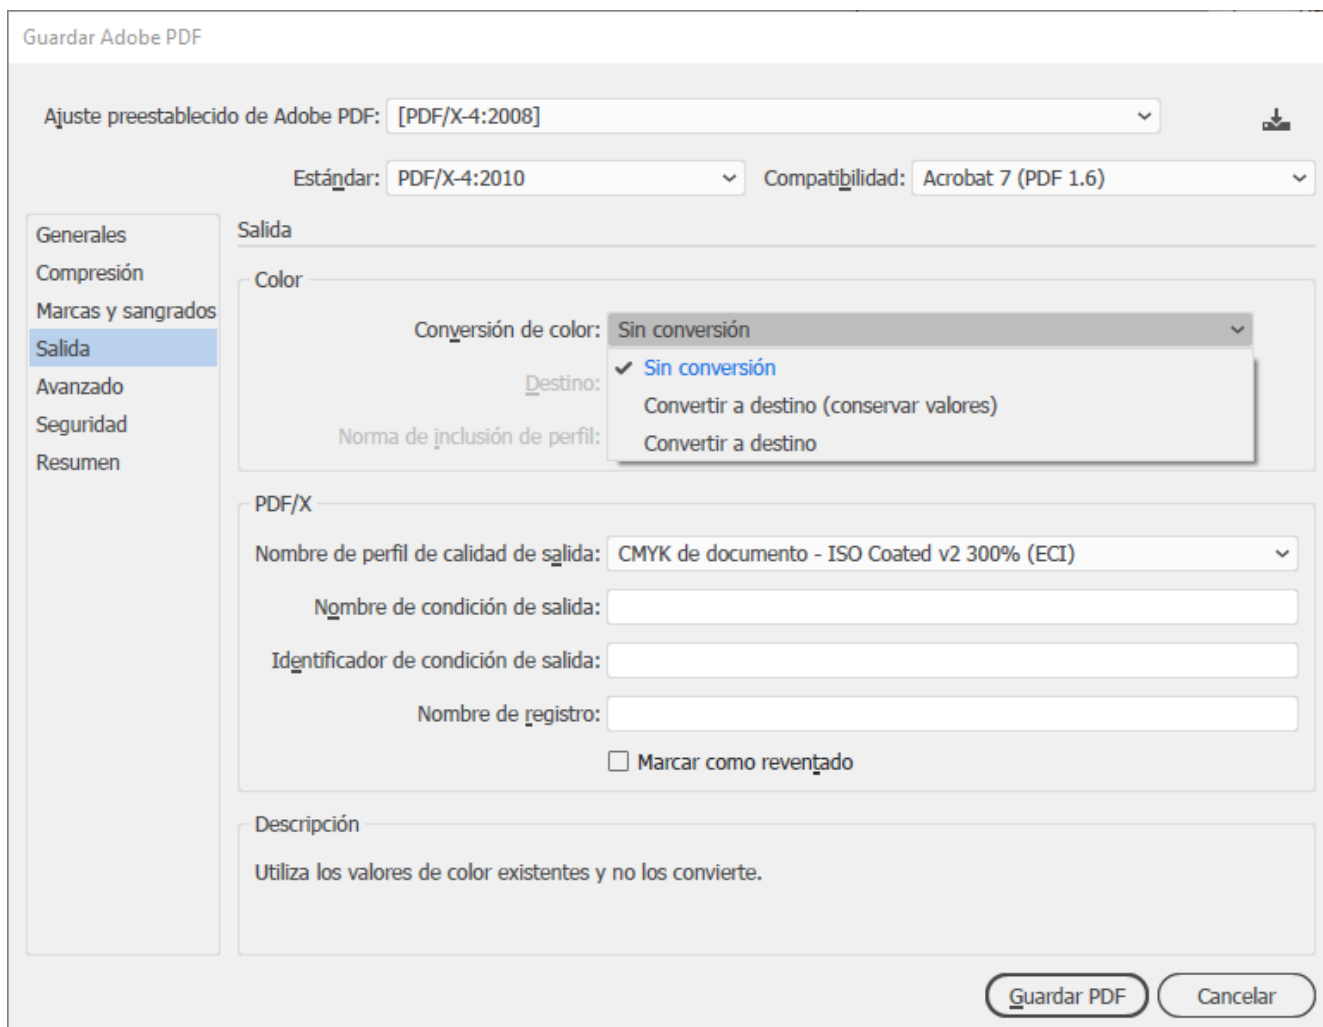 Guardar Adobe PDF
Ajuste preestablecido de Adobe PDF: [PDF/X-4:2008]
Estándar: PDF/X-4:2010 Compatibilidad: Acrobat 7 (PDF 1.6)
Generales
Compresión
Marcas y sangrados
Salida
Avanzado
Seguridad
Resumen
Salida
Color
Conversión de color: Sin conversión
Sin conversión
Destino:
Convertir a destino (conservar valores)
Norma de inclusión de perfil:
Convertir a destino
PDF/X
Nombre de perfil de calidad de salida: CMYK de documento - ISO Coated v2 300% (ECI)
Nombre de condición de salida:
Identificador de condición de salida:
Nombre de registro:
Marcar como reventado
Descripción
Utiliza los valores de color existentes y no los convierte.
Guardar PDF Cancelar